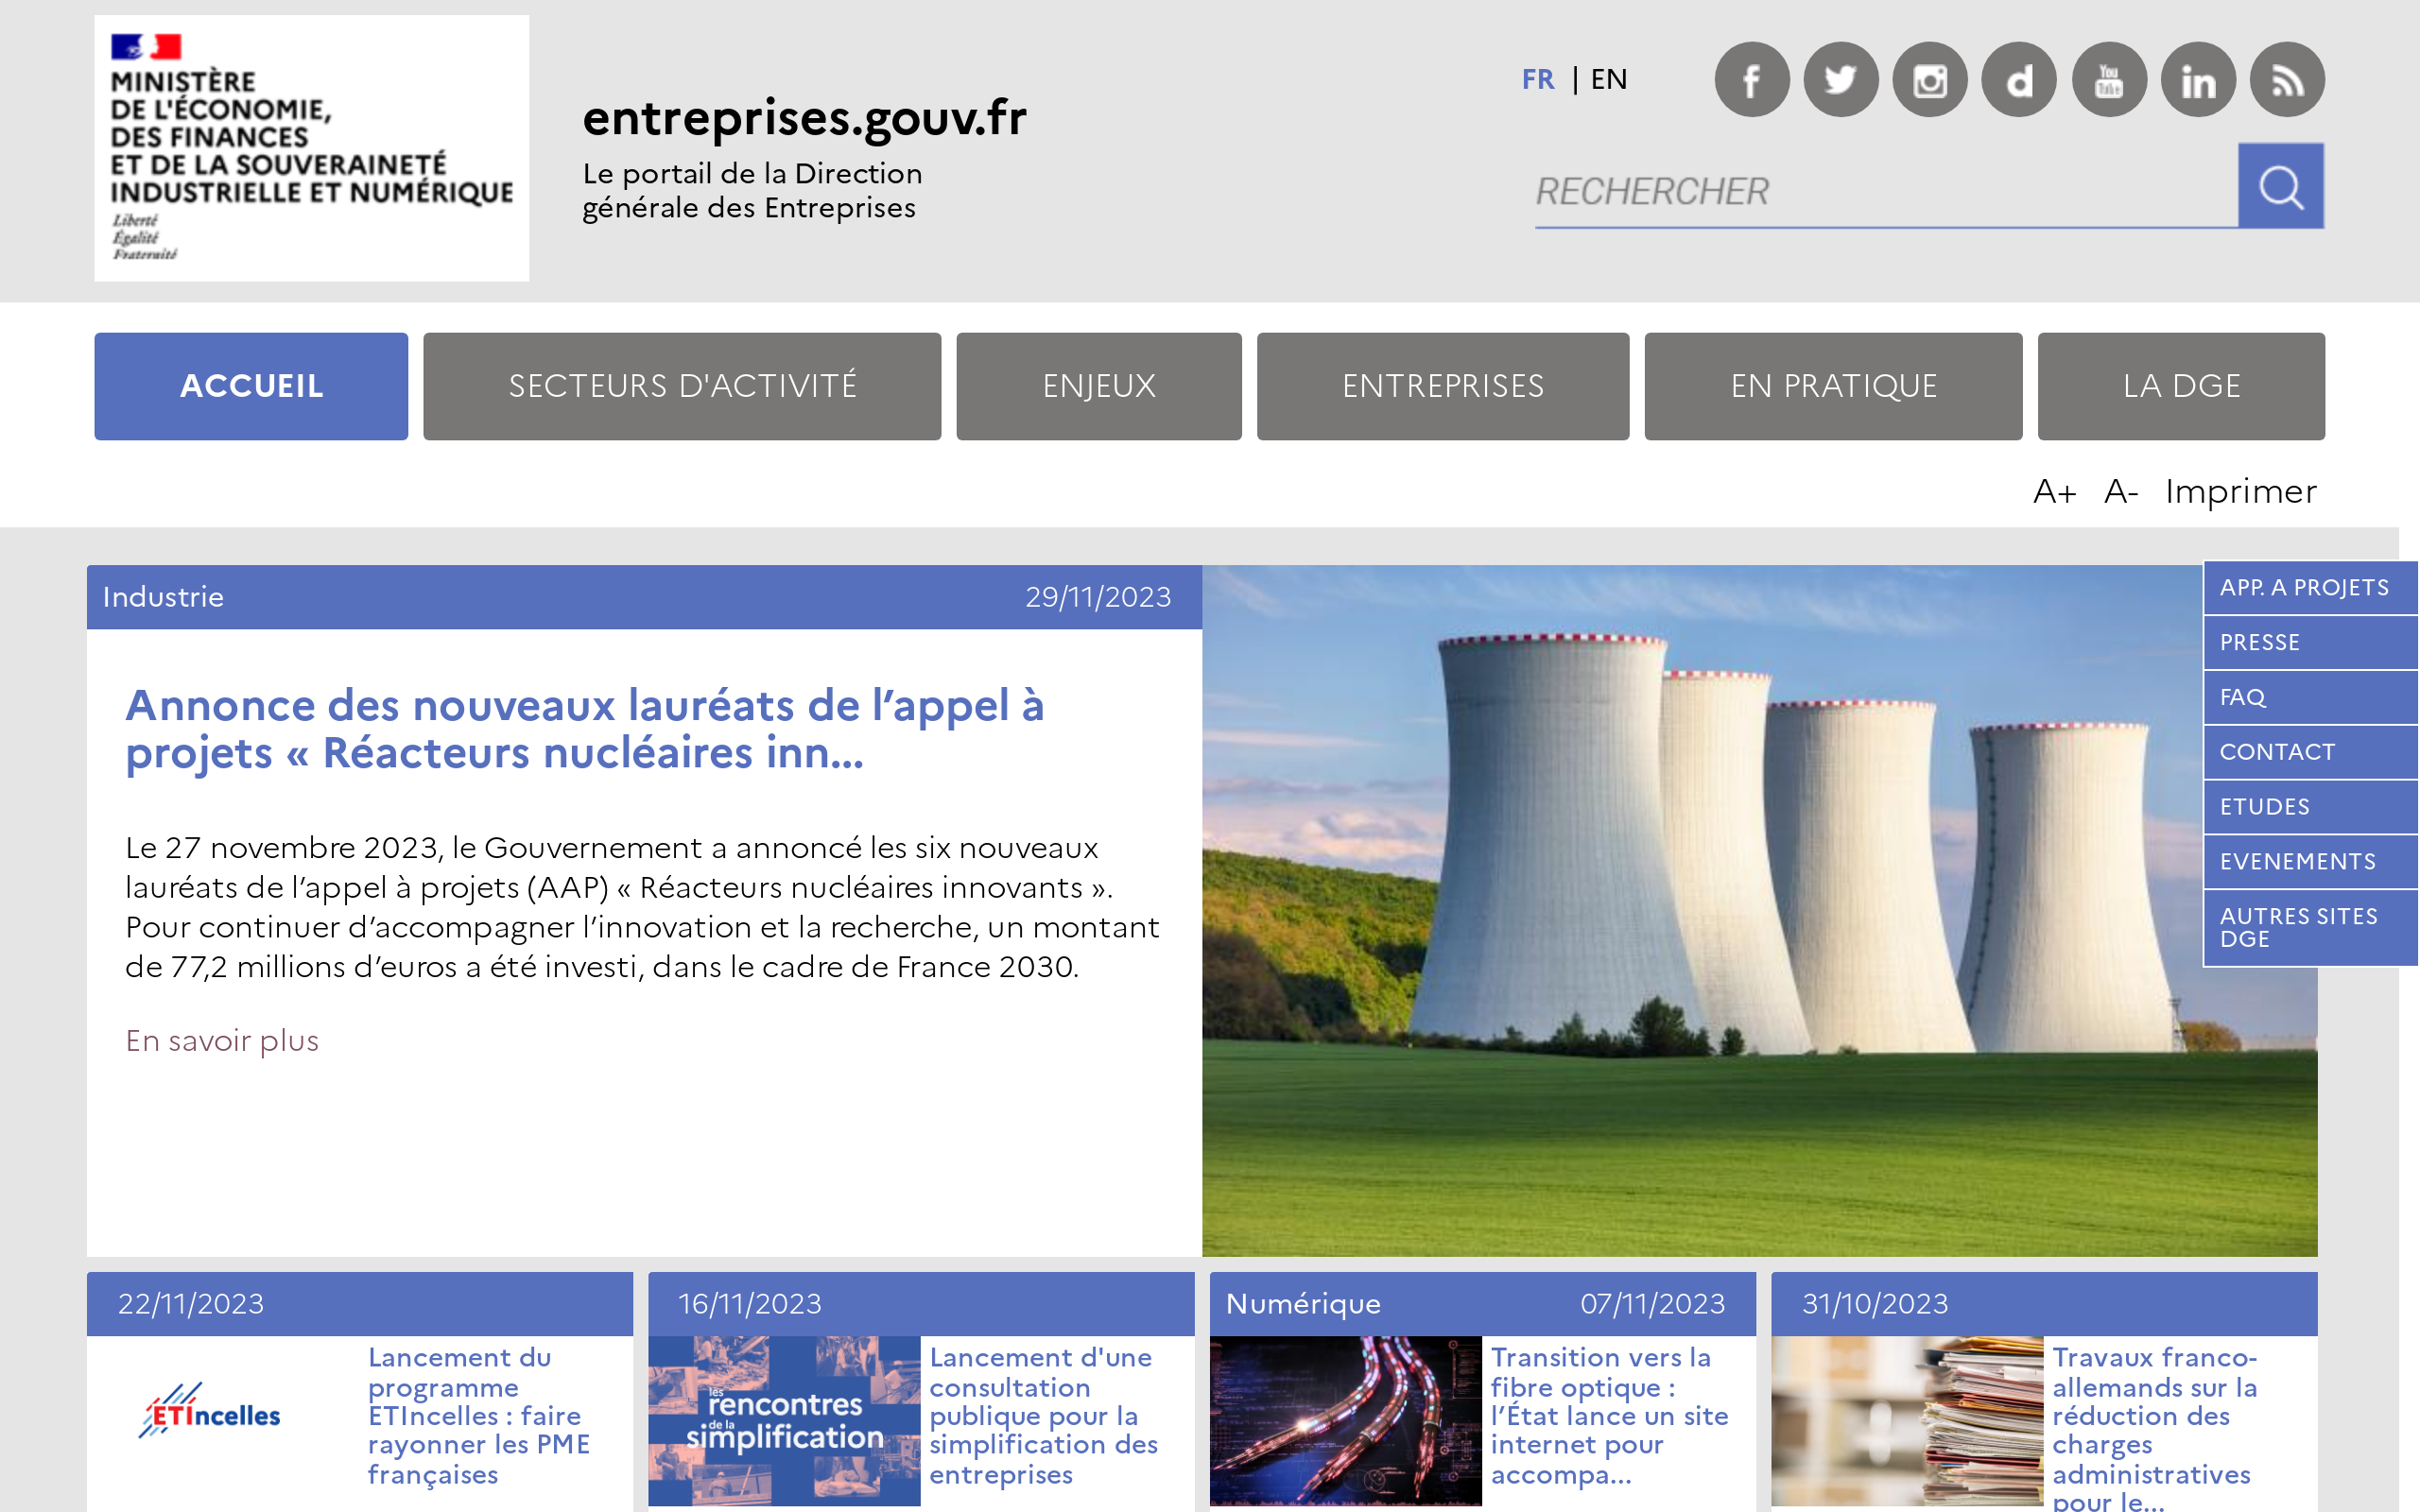 MINISTÈRE
DE L'ÉCONOMIE,
DES FINANCES
ET DE LA SOUVERAINETÉ
INDUSTRIELLE ET NUMÉRIQUE
Liberté
Égalité
Fraternité
entreprises.gouv.fr
Le portail de la Direction
générale des Entreprises
FR | EN
You Tube
RECHERCHER
ACCUEIL
SECTEURS D'ACTIVITÉ
ENJEUX
ENTREPRISES
EN PRATIQUE
LA DGE
A+ A- Imprimer
Industrie 29/11/2023
Annonce des nouveaux lauréats de l’appel à
projets « Réacteurs nucléaires inn...
Le 27 novembre 2023, le Gouvernement a annoncé les six nouveaux
lauréats de l’appel à projets (AAP) « Réacteurs nucléaires innovants ».
Pour continuer d’accompagner l’innovation et la recherche, un montant
de 77,2 millions d’euros a été investi, dans le cadre de France 2030.
En savoir plus
APP. A PROJETS
PRESSE
FAQ
CONTACT
ETUDES
EVENEMENTS
AUTRES SITES
DGE
22/11/2023
ETIncelles
Lancement du
programme
ETIncelles : faire
rayonner les PME
françaises
16/11/2023
les
rencontres
de la
simplification
Lancement d'une
consultation
publique pour la
simplification des
entreprises
Numérique 07/11/2023
Transition vers la
fibre optique :
l’État lance un site
internet pour
accompa...
31/10/2023
Travaux franco-
allemands sur la
réduction des
charges
administratives
pour le...